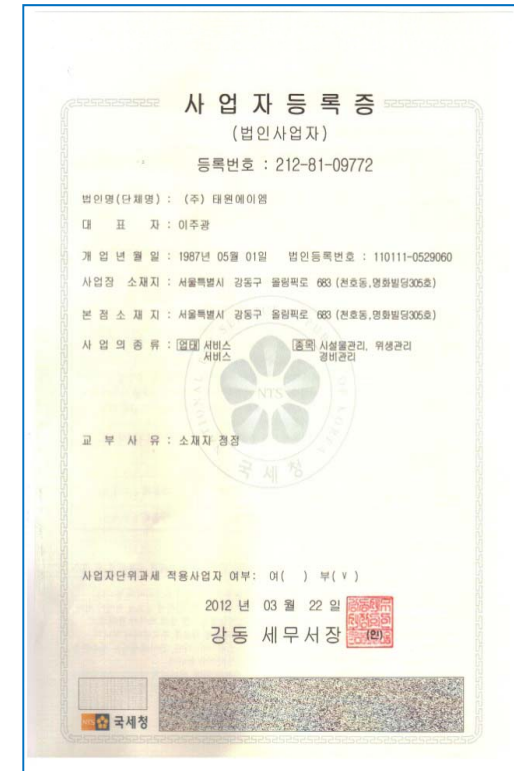 사업자등록증
(법인사업자)
등록번호 : 212-81-09772
법인명(단체명) : (주) 태원에이엠
대 표 자 : 이주광
개 업 년 월 일 : 1987년 05월 01일 법인등록번호 : 110111-0529060
사업장 소재지 : 서울특별시 강동구 올림픽로 683 (천호동,명화빌딩305호)
본 점 소 재 지 : 서울특별시 강동구 올림픽로 683 (천호동,명화빌딩305호)
사 업 의 종 류 : 업태 서비스 종목 시설물관리, 위생관리
서비스 경비관리
NTS
국세청
교 부 사 유 : 소재지 정정
사업자단위과세 적용사업자 여부: 여( ) 부( v )
2012 년 03 월 22 일
강동 세무서장 (인)
NTS 국세청